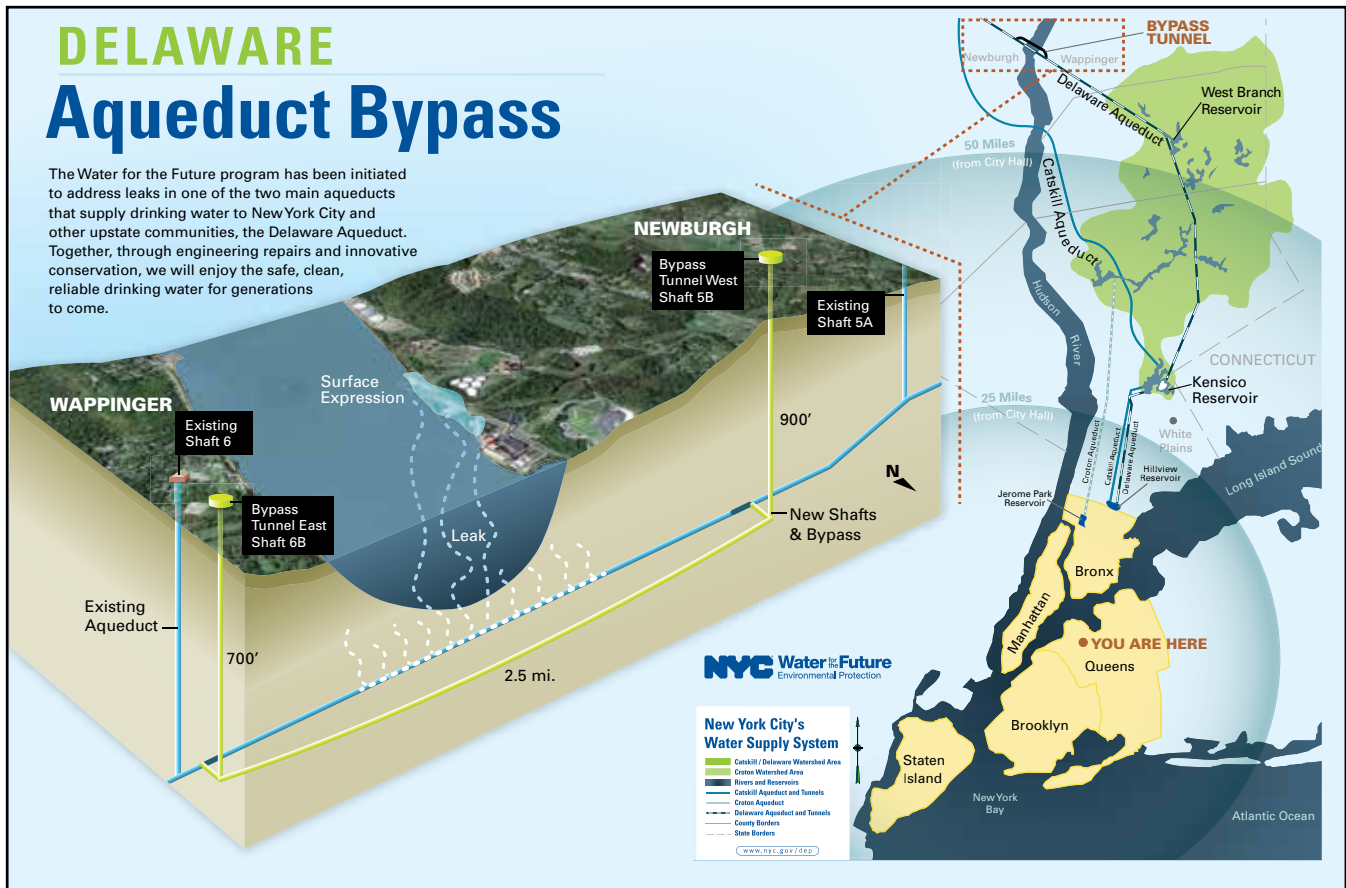 DELAWARE
Aqueduct Bypass
The Water for the Future program has been initiated
to address leaks in one of the two main aqueducts
that supply drinking water to New York City and
other upstate communities, the Delaware Aqueduct.
Together, through engineering repairs and innovative
conservation, we will enjoy the safe, clean,
reliable drinking water for generations
to come.
NEWBURGH
Bypass
Tunnel West
Shaft 5B
Existing
Shaft 5A
Surface
Expression
WAPPINGER
Existing
Shaft 6
Bypass
Tunnel East
Shaft 6B
Leak
900'
N
New Shafts
& Bypass
Existing
Aqueduct
700'
2.5 mi.
BYPASS
TUNNEL
Newburgh
Wappinger
Delaware Aqueduct
West Branch
Reservoir
50 Miles
(from City Hall)
Catskill Aqueduct
Hudson
River
CONNECTICUT
Kensico
Reservoir
25 Miles
(from City Hall)
White
Plains
Croton Aqueduct
Catskill Aqueduct
Delaware Aqueduct
Hillview
Reservoir
Long Island Sound
Jerome Park
Reservoir
Bronx
Manhattan
YOU ARE HERE
Queens
Brooklyn
Staten
Island
New York
Bay
Atlantic Ocean
NYC Water for the Future
Environmental Protection
New York City's
Water Supply System
Catskill / Delaware Watershed Area
Croton Watershed Area
Rivers and Reservoirs
Catskill Aqueduct and Tunnels
Croton Aqueduct
Delaware Aqueduct and Tunnels
County Borders
State Borders
www.nyc.gov/dep